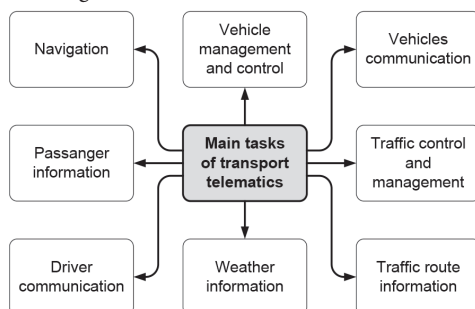 Navigation
Vehicle
management
and control
Vehicles
communication
Passanger
information
Main tasks
of transport
telematics
Traffic control
and
management
Driver
communication
Weather
information
Traffic route
information